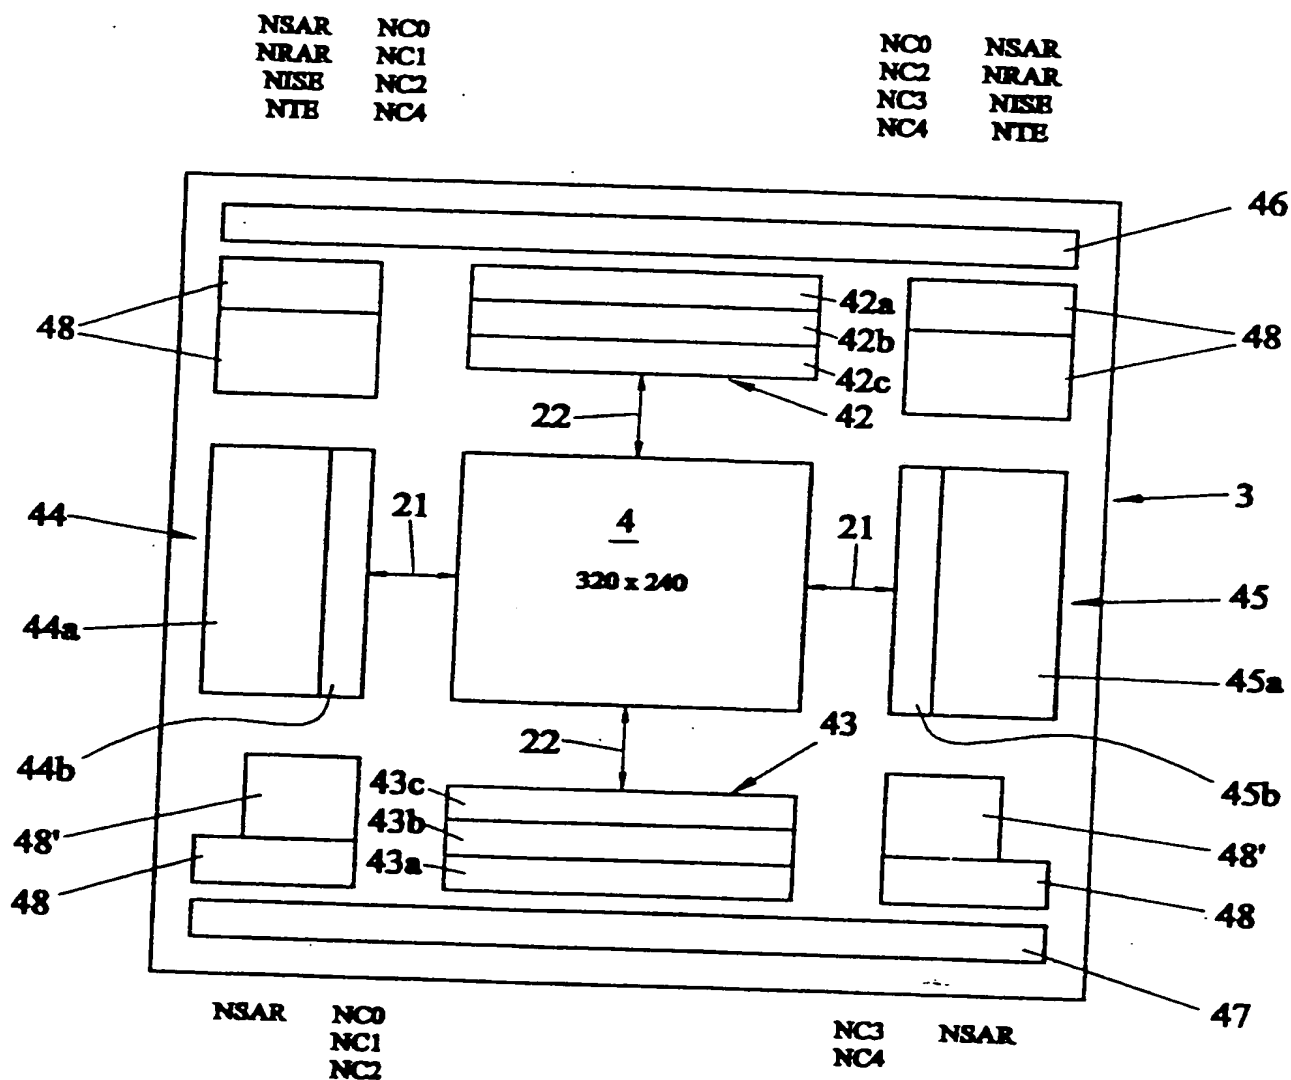 NSAR NC0
NRAR NC1
NISE NC2
NTE NC4
NC0 NSAR
NC2 NRAR
NC3 NISE
NC4 NTE
46
48
42a
42b
42c
42
48
22
44
21
4
320 x 240
21
3
45
44a
45a
44b
22
43
45b
43c
48'
43b
43a
48
48'
48
47
NSAR NC0
NC1
NC2
NC3 NSAR
NC4